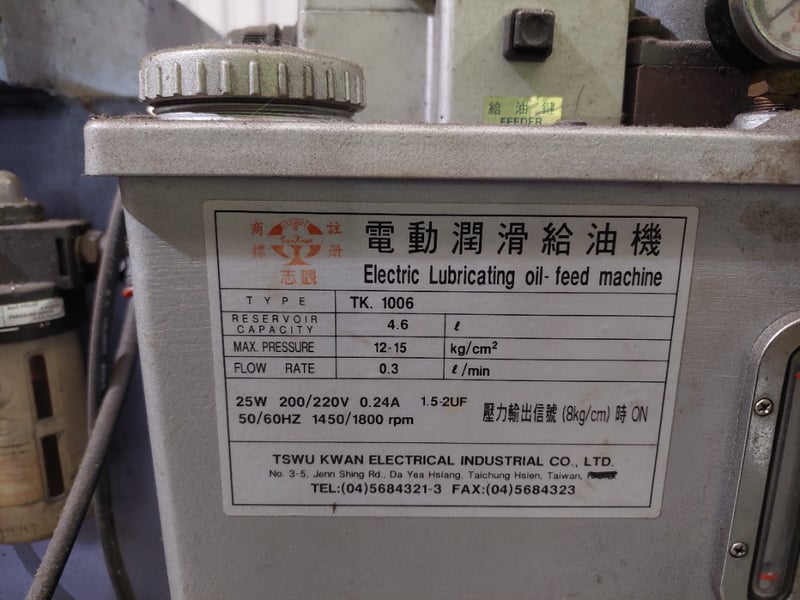 給油鍵
FEEDER
商標 註册
志觀
電動潤滑給油機
Electric Lubricating oil-feed machine
TYPE TK. 1006
RESERVOIR CAPACITY 4.6 ℓ
MAX. PRESSURE 12-15 kg/cm²
FLOW RATE 0.3 ℓ/min
25W 200/220V 0.24A 1.5-2UF
50/60HZ 1450/1800 rpm
壓力輸出信號(8kg/cm)時 ON
TSWU KWAN ELECTRICAL INDUSTRIAL CO., LTD.
No. 3-5, Jenn Shing Rd., Da Yea Hsiang, Taichung Hsien, Taiwan,
TEL:(04)5684321-3 FAX:(04)5684323